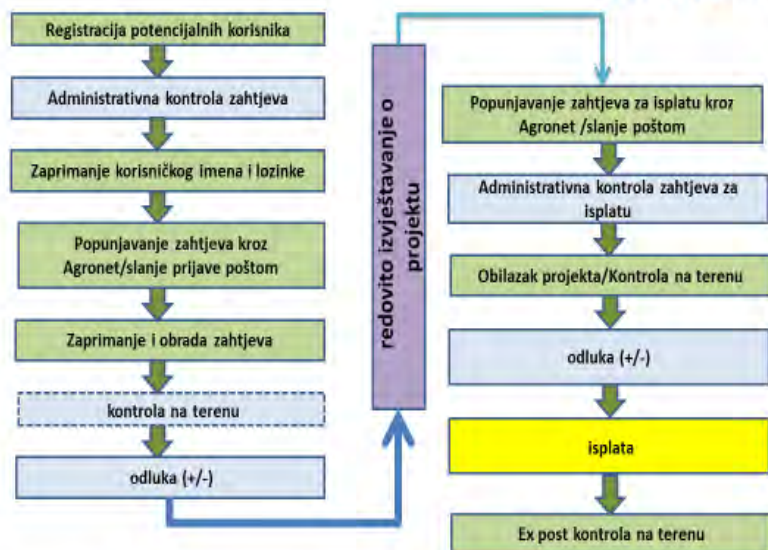 Registracija potencijalnih korisnika
Administrativna kontrola zahtjeva
Zaprimanje korisničkog imena i lozinke
Popunjavanje zahtjeva kroz
Agronet/slanje prijave poštom
Zaprimanje i obrada zahtjeva
kontrola na terenu
odluka (+/-)
redovito izvještavanje o
projektu
Popunjavanje zahtjeva za isplatu kroz
Agronet /slanje poštom
Administrativna kontrola zahtjeva za
isplatu
Obilazak projekta/Kontrola na terenu
odluka (+/-)
isplata
Ex post kontrola na terenu